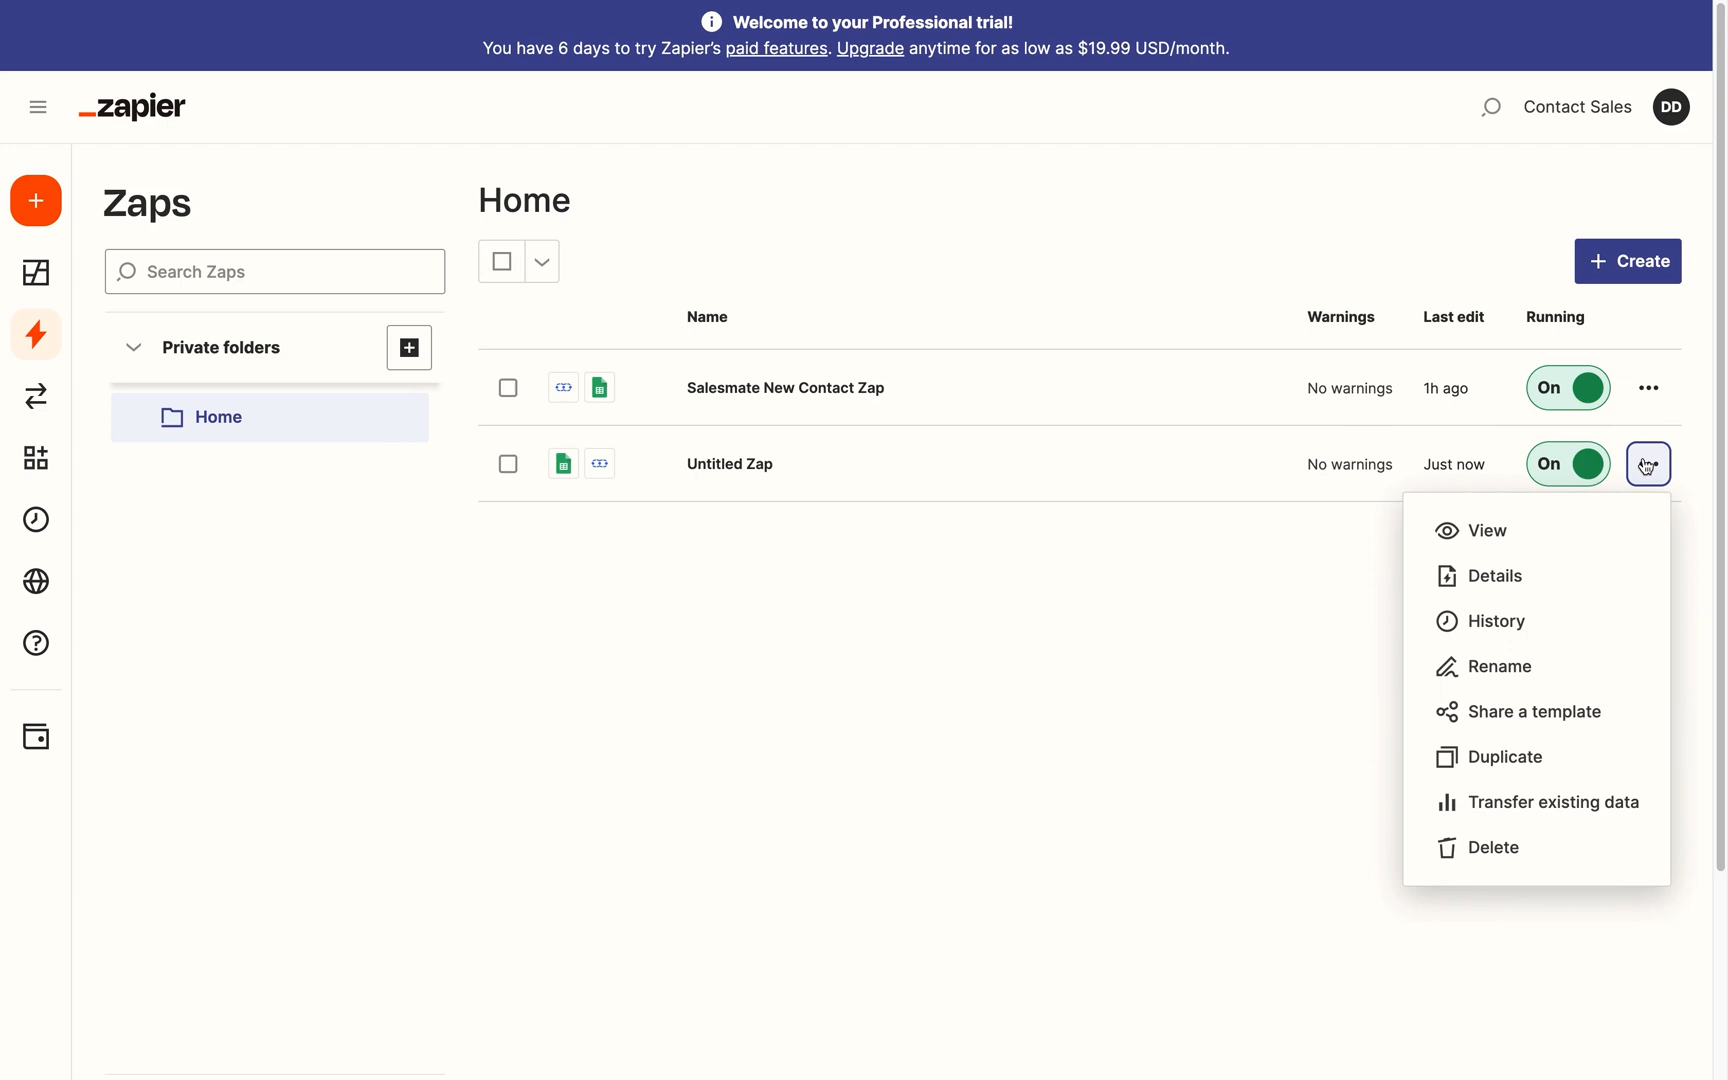 Welcome to your Professional trial!
You have 6 days to try Zapier's paid features. Upgrade anytime for as low as $19.99 USD/month.
zapier
Contact Sales
DD
Zaps
Search Zaps
Private folders
Home
Home
Create
Name Warnings Last edit Running
Salesmate New Contact Zap No warnings 1h ago On
Untitled Zap No warnings Just now On
View
Details
History
Rename
Share a template
Duplicate
Transfer existing data
Delete